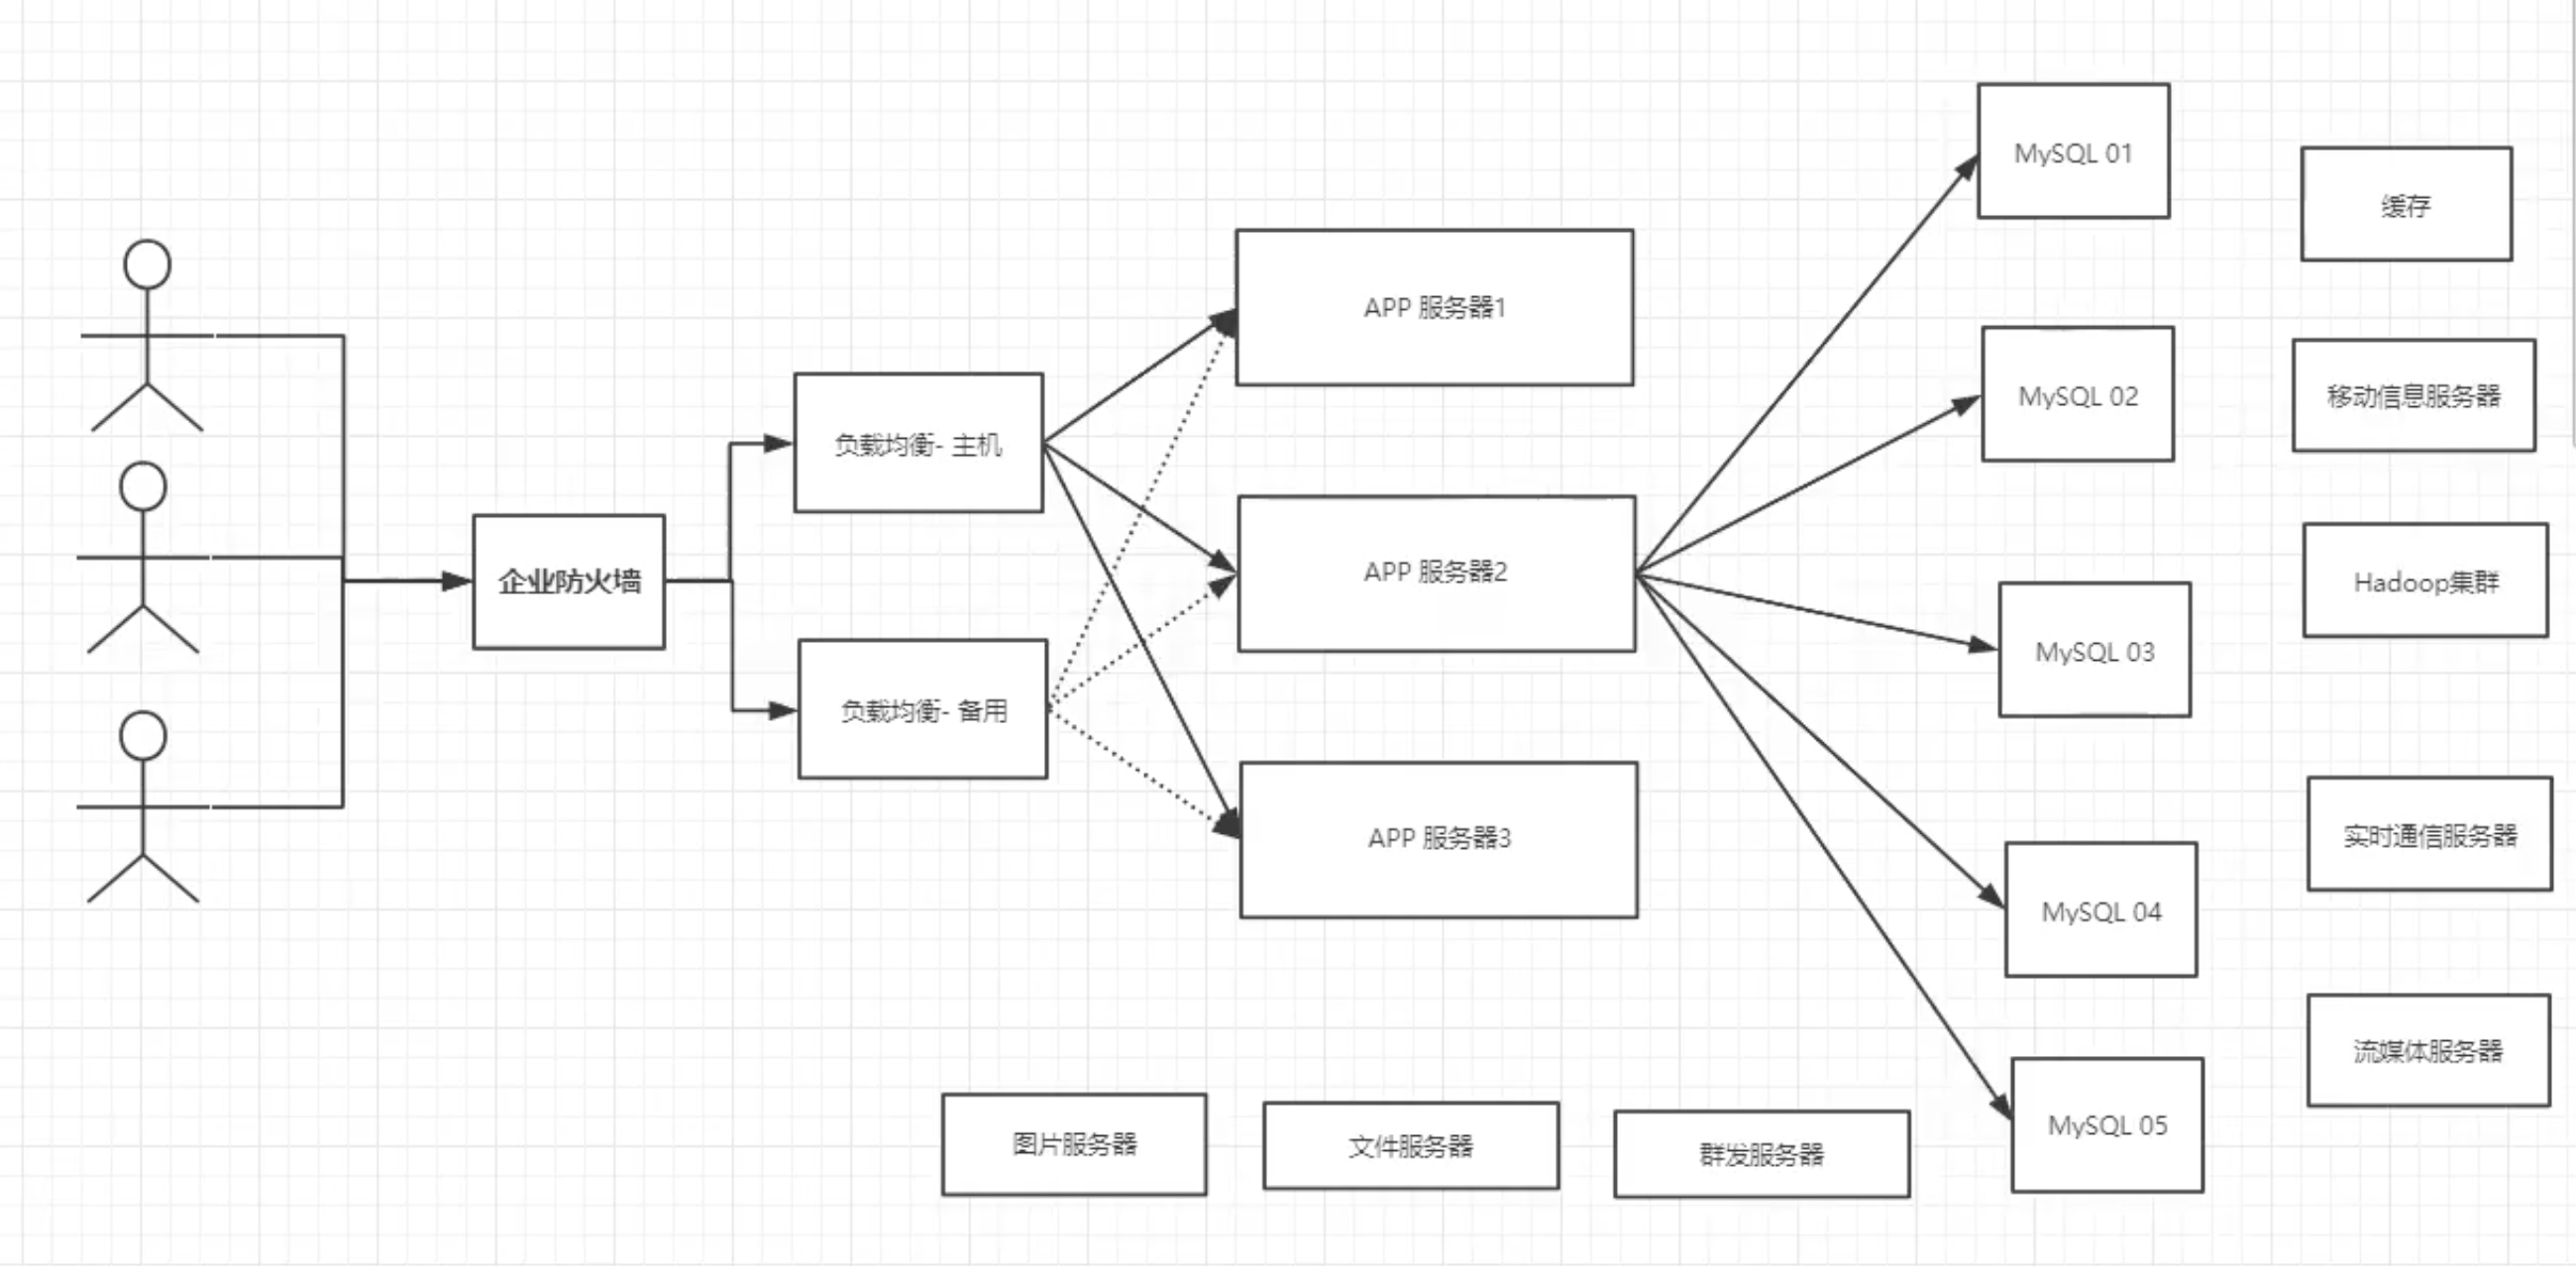 企业防火墙
负载均衡- 主机
负载均衡- 备用
APP 服务器1
APP 服务器2
APP 服务器3
MySQL 01
MySQL 02
MySQL 03
MySQL 04
MySQL 05
缓存
移动信息服务器
Hadoop集群
实时通信服务器
流媒体服务器
图片服务器
文件服务器
群发服务器